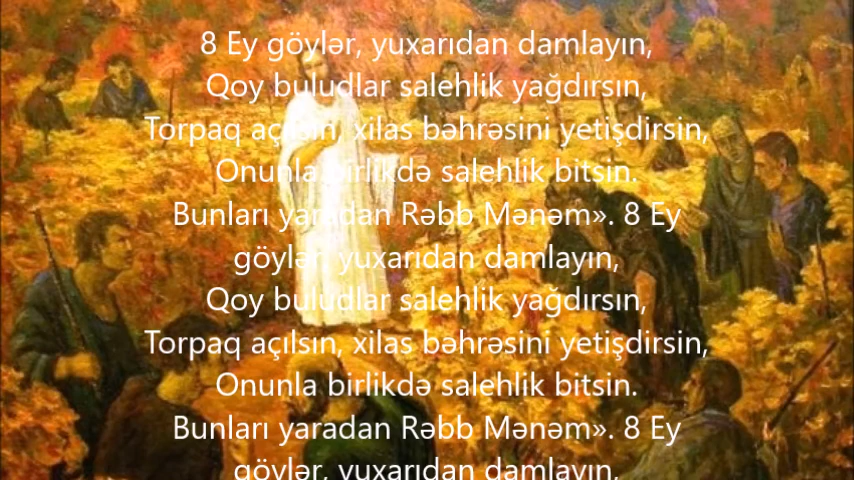 8 Ey göylər, yuxarıdan damlayın,
Qoy buludlar salehlik yağdırsın,
Torpaq açılsın, xilas bəhrəsini yetişdirsin,
Onunla birlikdə salehlik bitsin.
Bunları yaradan Rəbb Mənəm». 8 Ey
göylər, yuxarıdan damlayın,
Qoy buludlar salehlik yağdırsın,
Torpaq açılsın, xilas bəhrəsini yetişdirsin,
Onunla birlikdə salehlik bitsin.
Bunları yaradan Rəbb Mənəm». 8 Ey
göylər, yuxarıdan damlayın,